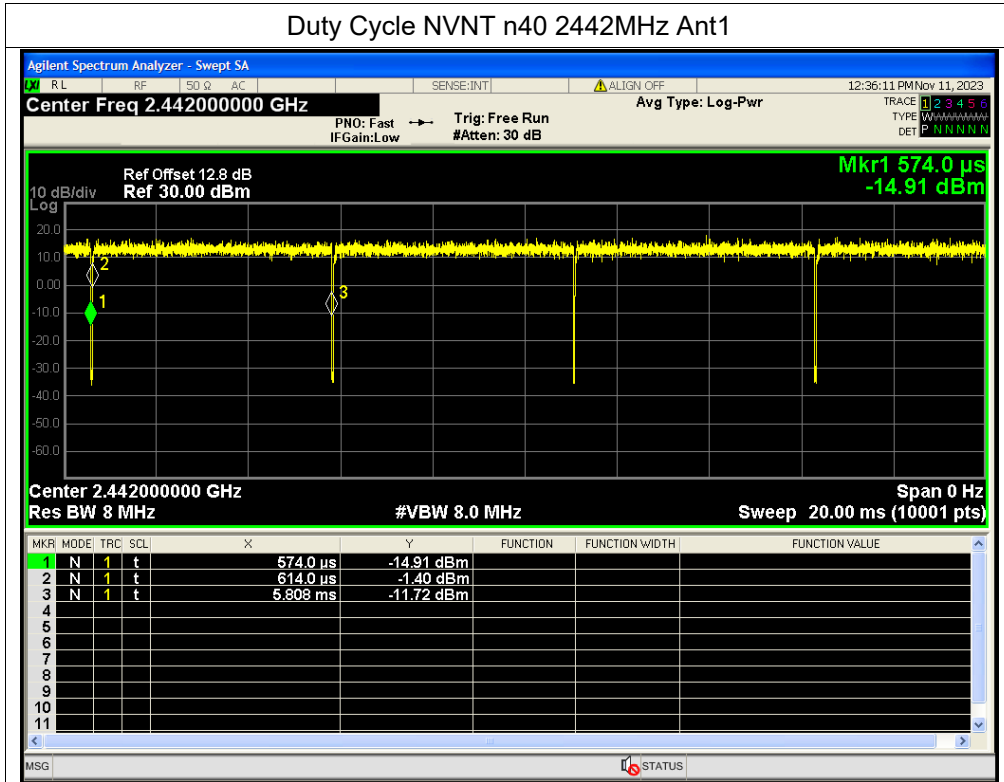 Duty Cycle NVNT n40 2442MHz Ant1
Agilent Spectrum Analyzer - Swept SA
LXI RL RF 50 Ω AC SENSE:INT ALIGN OFF 12:36:11 PM Nov 11, 2023
Center Freq 2.442000000 GHz Avg Type: Log-Pwr TRACE 1 2 3 4 5 6
PNO: Fast Trig: Free Run TYPE W
IFGain:Low #Atten: 30 dB DET P N N N N N
Mkr1 574.0 µs
Ref Offset 12.8 dB
10 dB/div Ref 30.00 dBm -14.91 dBm
Log
20.0
10.0
2
0.00
3
1
-10.0
-20.0
-30.0
-40.0
-50.0
-60.0
Center 2.442000000 GHz Span 0 Hz
Res BW 8 MHz #VBW 8.0 MHz Sweep 20.00 ms (10001 pts)
MKR MODE TRC SCL X Y FUNCTION FUNCTION WIDTH FUNCTION VALUE
1 N 1 t 574.0 µs -14.91 dBm
2 N 1 t 614.0 µs -1.40 dBm
3 N 1 t 5.808 ms -11.72 dBm
4
5
6
7
8
9
10
11
MSG STATUS